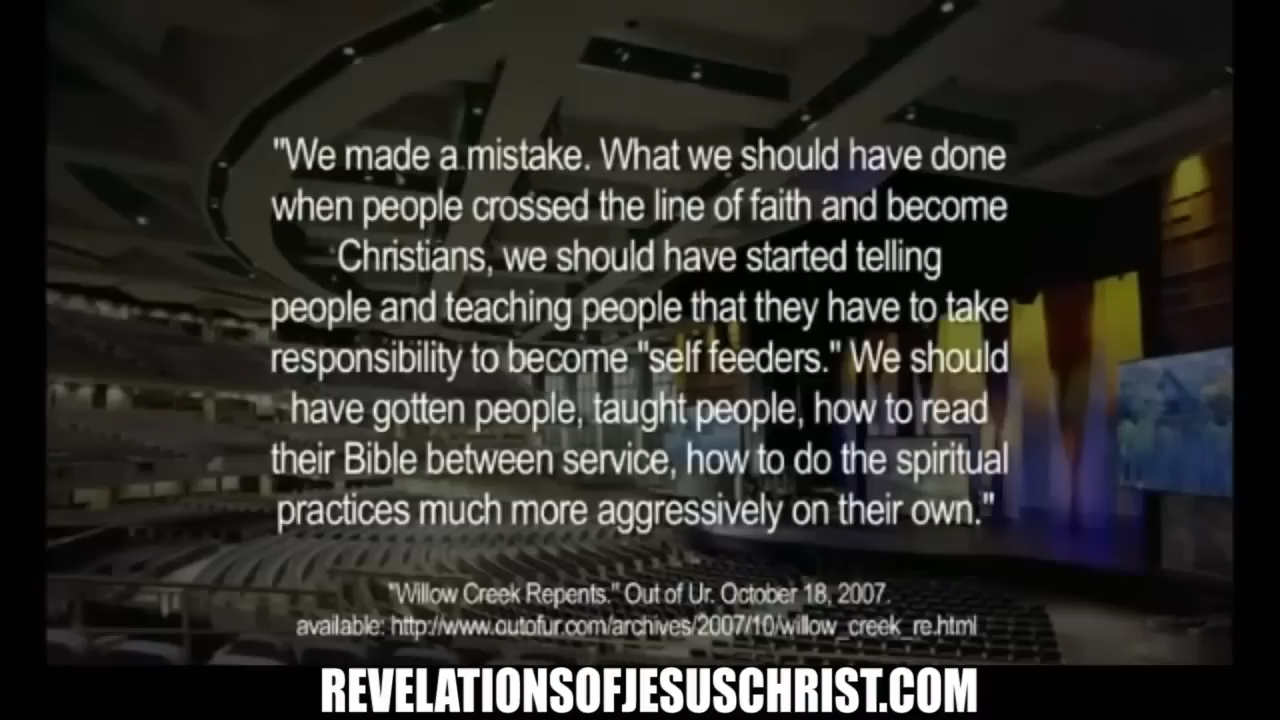 "We made a mistake. What we should have done
when people crossed the line of faith and become
Christians, we should have started telling
people and teaching people that they have to take
responsibility to become "self feeders." We should
have gotten people, taught people, how to read
their Bible between service, how to do the spiritual
practices much more aggressively on their own."
"Willow Creek Repents." Out of Ur. October 18, 2007.
available: http://www.outofur.com/archives/2007/10/willow_creek_re.html
REVELATIONSOFJESUSCHRIST.COM